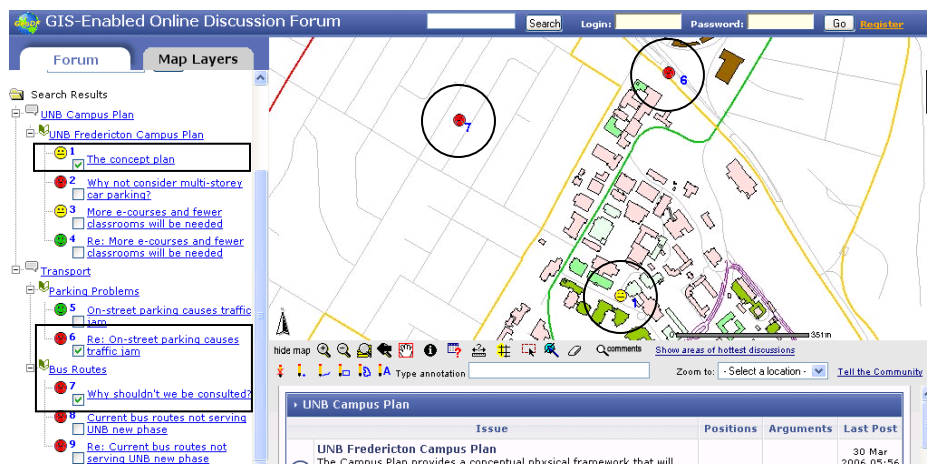 GIS-Enabled Online Discussion Forum
Search
Login:
Password:
Go
Register
Forum
Map Layers
Search Results
UNB Campus Plan
UNB Fredericton Campus Plan
1
The concept plan
2 Why not consider multi-storey
car parking?
3 More e-courses and fewer
classrooms will be needed
4 Re: More e-courses and fewer
classrooms will be needed
Transport
Parking Problems
5 On-street parking causes traffic
jam
6 Re: On-street parking causes
traffic jam
Bus Routes
7
Why shouldn't we be consulted?
8 Current bus routes not serving
UNB new phase
9 Re: Current bus routes not
serving UNB new phase
6
7
1
351m
hide map
comments
Show areas of hottest discussions
Type annotation
Zoom to:
- Select a location -
Tell the Community
UNB Campus Plan
Issue
Positions
Arguments
Last Post
UNB Fredericton Campus Plan
The Campus Plan provides a conceptual physical framework that will
30 Mar
2006 05:56